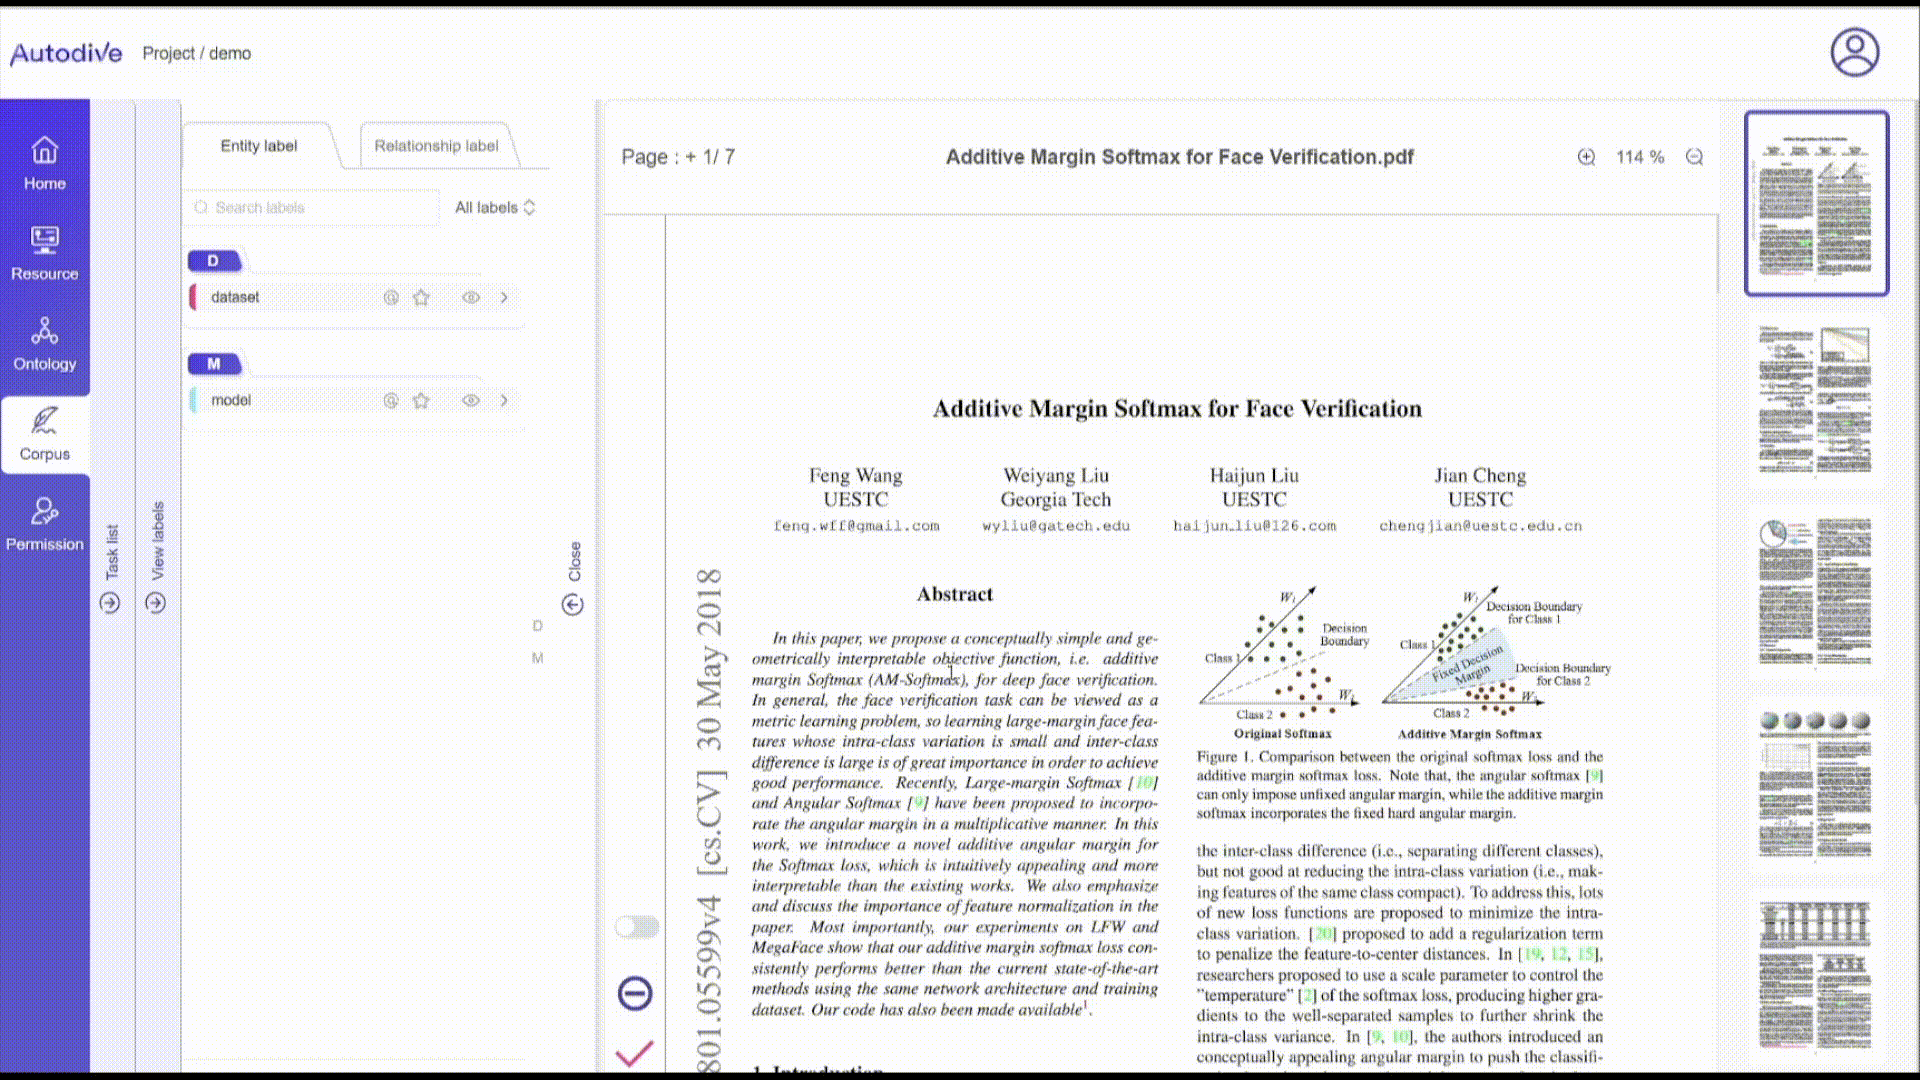 Autodive
Project / demo
Home
Resource
Ontology
Corpus
Permission
Task list
View labels
Entity label
Relationship label
Search labels
All labels
D
dataset
M
model
D
M
Close
Page : + 1/ 7
Additive Margin Softmax for Face Verification.pdf
114 %
801.05599v4 [cs.CV] 30 May 2018
Additive Margin Softmax for Face Verification
Feng Wang
UESTC
feng.wff@gmail.com
Weiyang Liu
Georgia Tech
wyliu@gatech.edu
Haijun Liu
UESTC
haijun_liu@126.com
Jian Cheng
UESTC
chengjian@uestc.edu.cn
Abstract
In this paper, we propose a conceptually simple and ge-
ometrically interpretable objective function, i.e. additive
margin Softmax (AM-Softmax), for deep face verification.
In general, the face verification task can be viewed as a
metric learning problem, so learning large-margin face fea-
tures whose intra-class variation is small and inter-class
difference is large is of great importance in order to achieve
good performance. Recently, Large-margin Softmax [10]
and Angular Softmax [9] have been proposed to incorpo-
rate the angular margin in a multiplicative manner. In this
work, we introduce a novel additive angular margin for
the Softmax loss, which is intuitively appealing and more
interpretable than the existing works. We also emphasize
and discuss the importance of feature normalization in the
paper. Most importantly, our experiments on LFW and
MegaFace show that our additive margin softmax loss con-
sistently performs better than the current state-of-the-art
methods using the same network architecture and training
dataset. Our code has also been made available1.
1. Introduction
W1
Decision
Boundary
Class 1
W2
Class 2
Original Softmax
W1
Decision Boundary
for Class 1
Class 1
Fixed Decision
Margin
Decision Boundary
for Class 2
Class 2
Additive Margin Softmax
Figure 1. Comparison between the original softmax loss and the
additive margin softmax loss. Note that, the angular softmax [9]
can only impose unfixed angular margin, while the additive margin
softmax incorporates the fixed hard angular margin.
the inter-class difference (i.e., separating different classes),
but not good at reducing the intra-class variation (i.e., mak-
ing features of the same class compact). To address this, lots
of new loss functions are proposed to minimize the intra-
class variation. [20] proposed to add a regularization term
to penalize the feature-to-center distances. In [19, 12, 15],
researchers proposed to use a scale parameter to control the
"temperature" [2] of the softmax loss, producing higher gra-
dients to the well-separated samples to further shrink the
intra-class variance. In [9, 10], the authors introduced an
conceptually appealing angular margin to push the classifi-